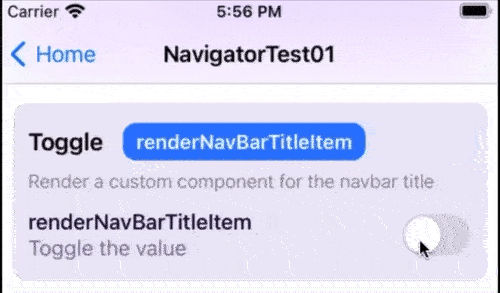 Carrier 5:56 PM
Home NavigatorTest01
Toggle renderNavBarTitleItem
Render a custom component for the navbar title
renderNavBarTitleItem
Toggle the value